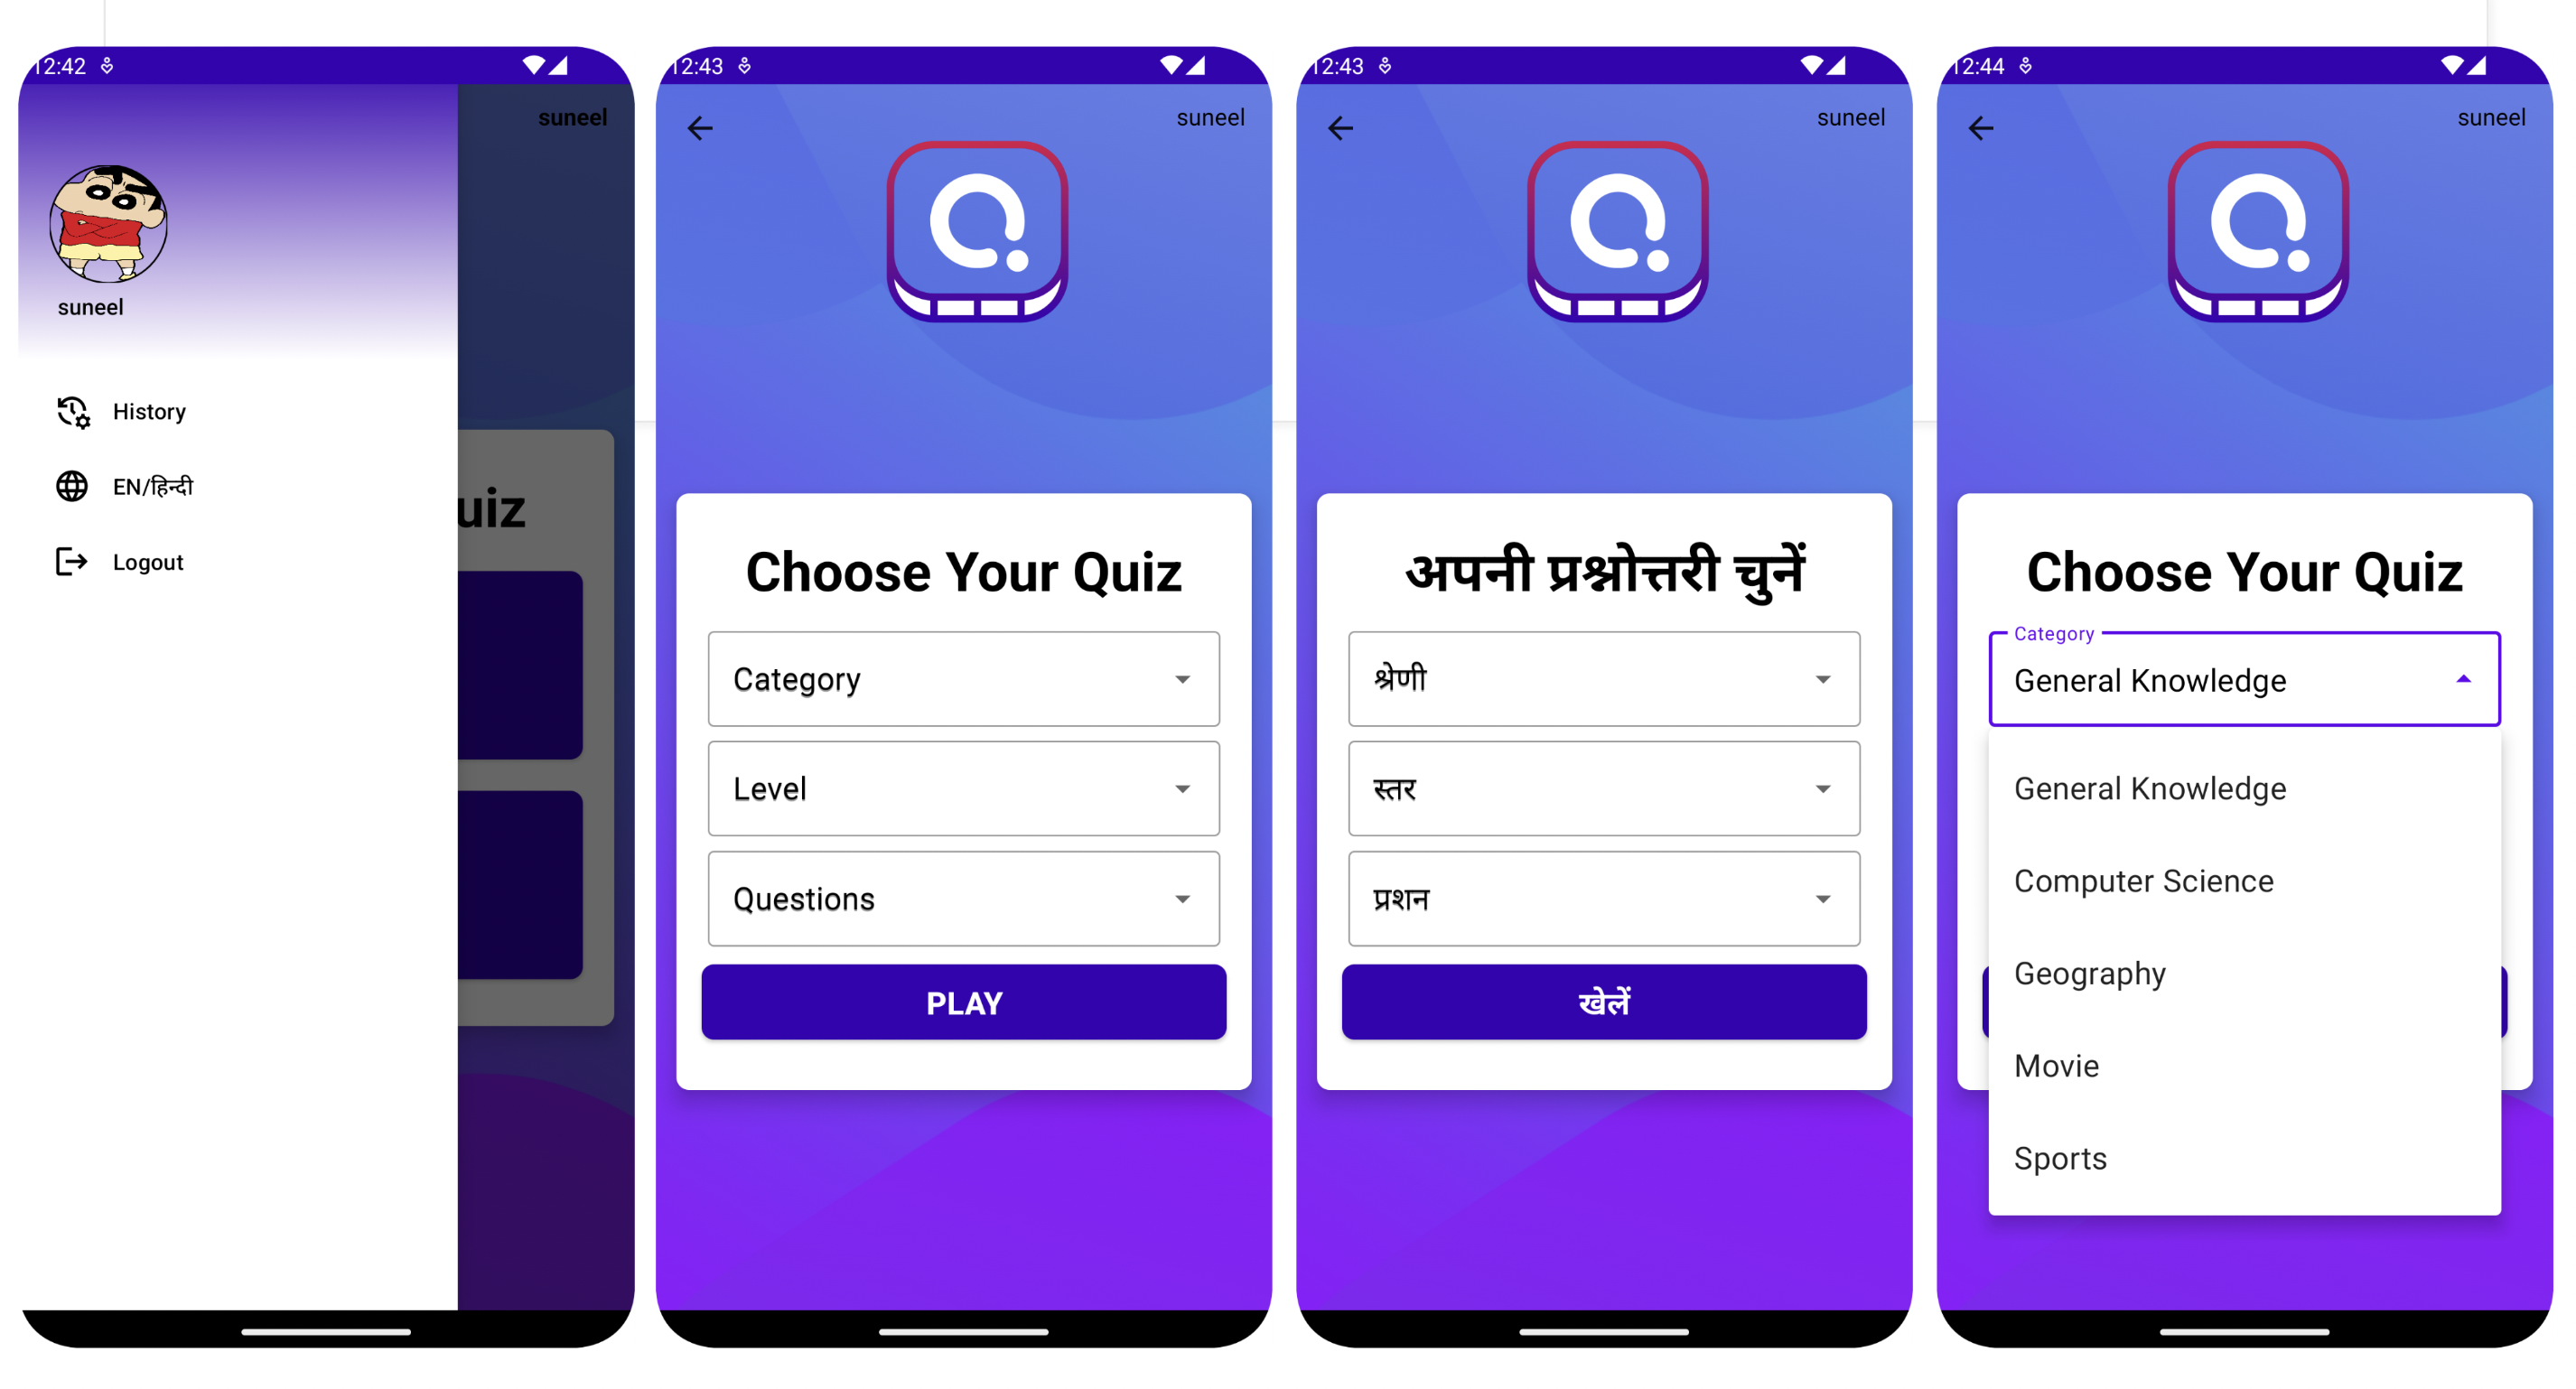 12:42
suneel
suneel
History
EN/हिन्दी
Logout
uiz
12:43
suneel
Choose Your Quiz
Category
Level
Questions
PLAY
12:43
suneel
अपनी प्रश्नोत्तरी चुनें
श्रेणी
स्तर
प्रशन
खेलें
12:44
suneel
Choose Your Quiz
Category
General Knowledge
General Knowledge
Computer Science
Geography
Movie
Sports